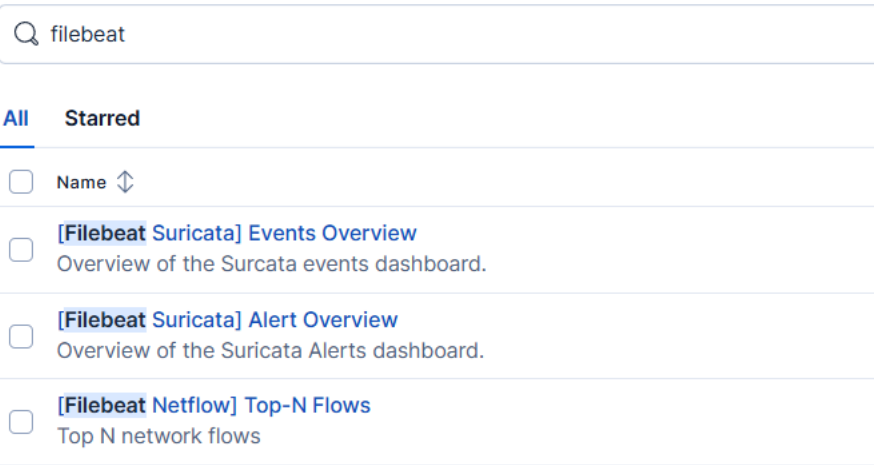 filebeat
All Starred
Name
[Filebeat Suricata] Events Overview
Overview of the Surcata events dashboard.
[Filebeat Suricata] Alert Overview
Overview of the Suricata Alerts dashboard.
[Filebeat Netflow] Top-N Flows
Top N network flows